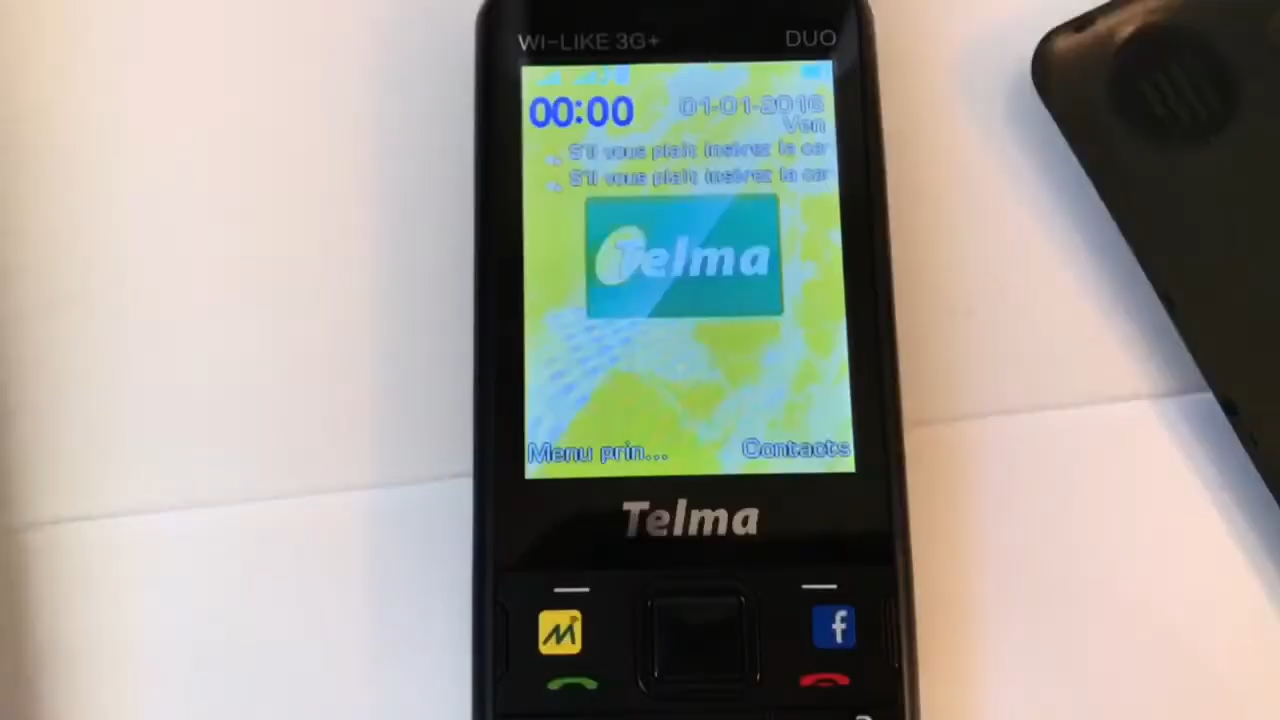 WI-LIKE 3G+ DUO
00:00 01-01-2016
Ven
S'il vous plaît insérez la car
S'il vous plaît insérez la car
Telma
Menu prin... Contacts
Telma
M f